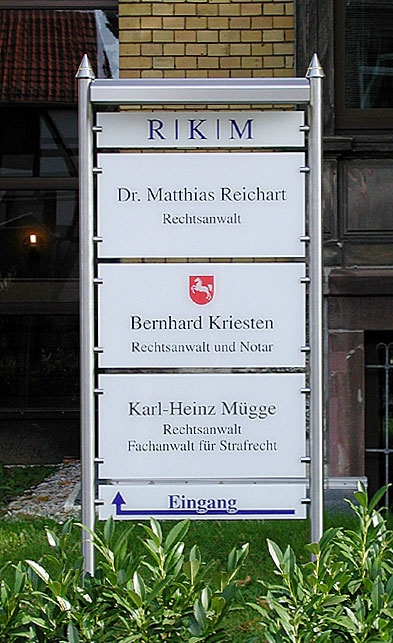 R|K|M
Dr. Matthias Reichart
Rechtsanwalt
Bernhard Kriesten
Rechtsanwalt und Notar
Karl-Heinz Mügge
Rechtsanwalt
Fachanwalt für Strafrecht
Eingang